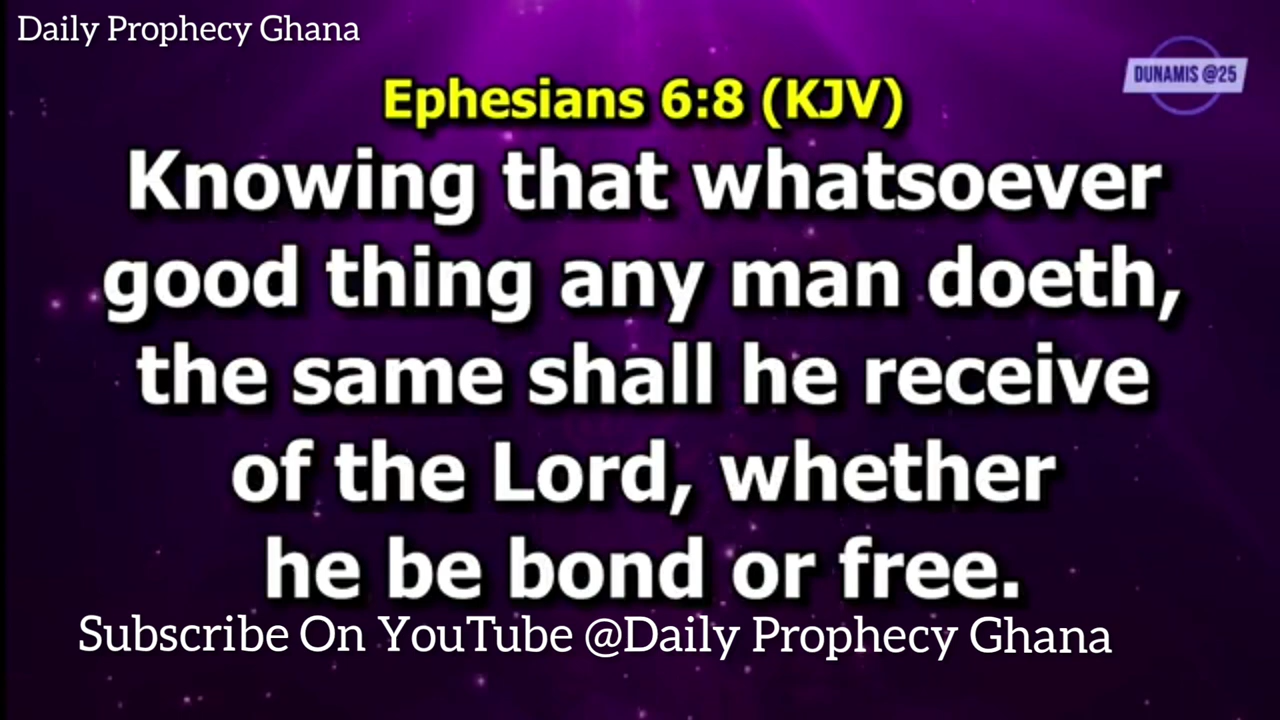 Daily Prophecy Ghana
DUNAMIS @25
Ephesians 6:8 (KJV)
Knowing that whatsoever
good thing any man doeth,
the same shall he receive
of the Lord, whether
he be bond or free.
Subscribe On YouTube @Daily Prophecy Ghana